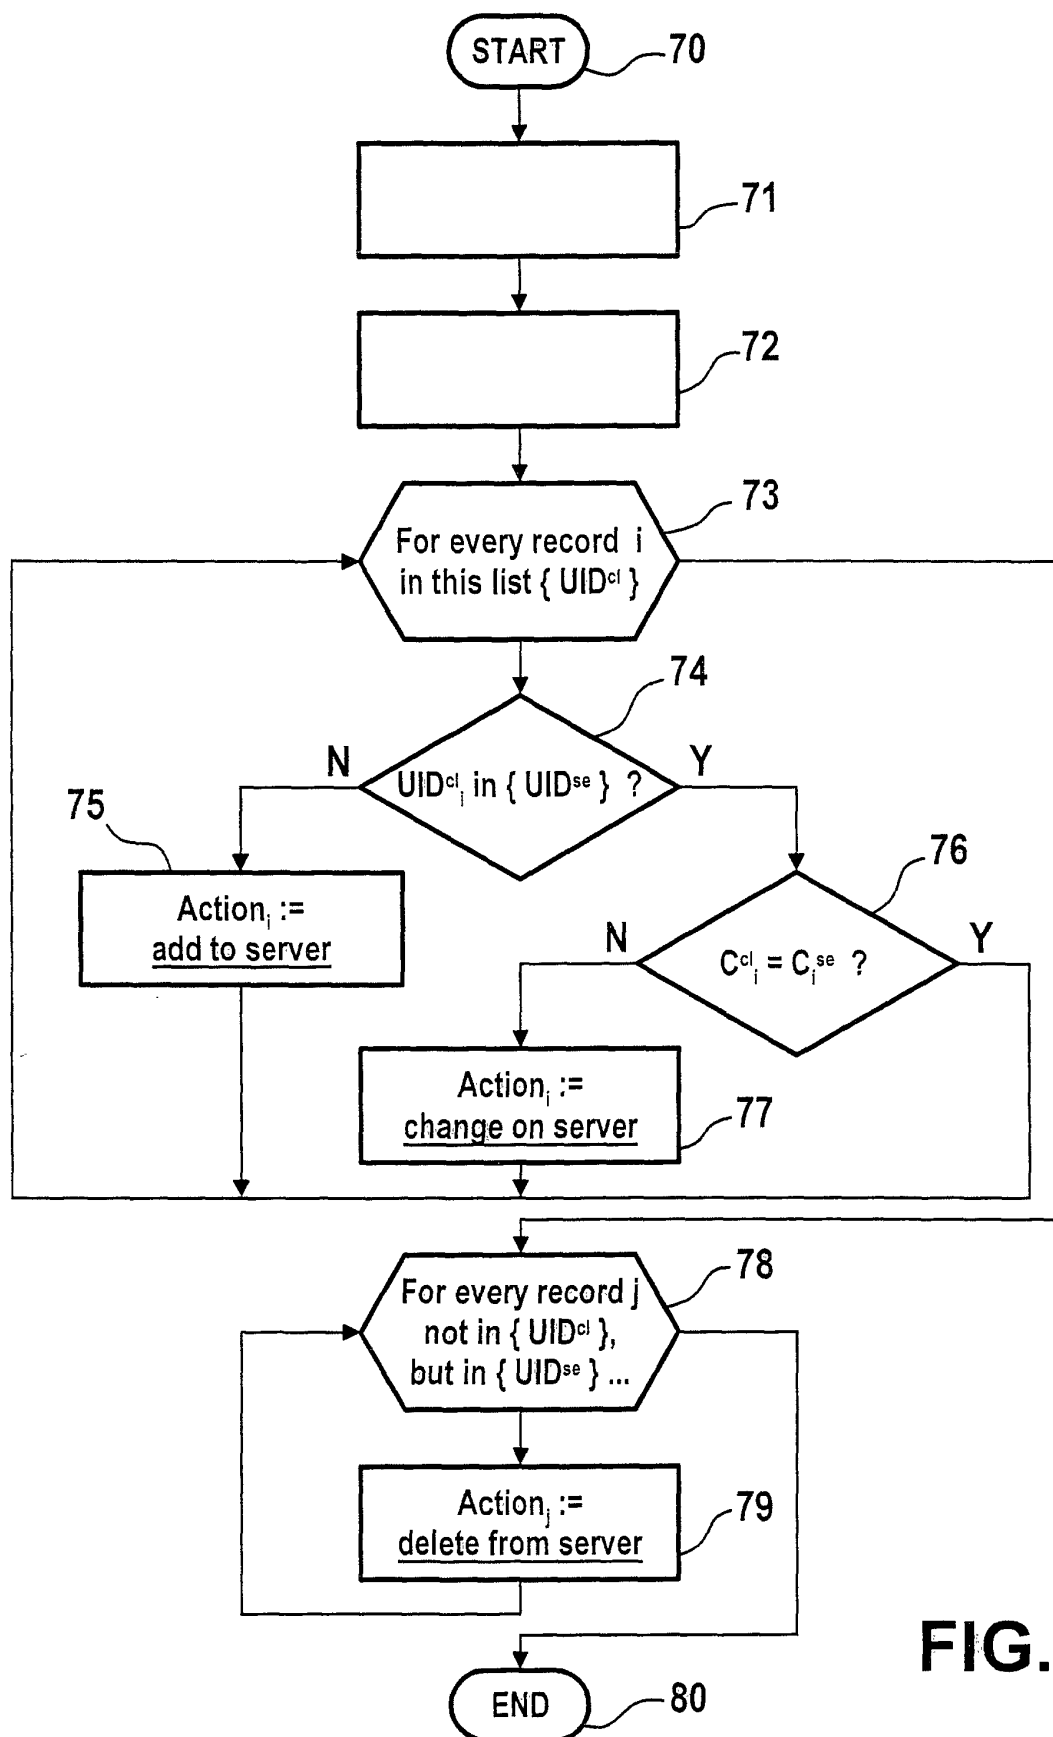 START
70
71
72
73
For every record i
in this list { UIDᶜˡ }
74
N
Y
UIDᶜˡᵢ in { UIDˢᵉ } ?
75
76
Actionᵢ :=
add to server
N
Y
Cᶜˡᵢ = Cᵢˢᵉ ?
Actionᵢ :=
change on server
77
78
For every record j
not in { UIDᶜˡ },
but in { UIDˢᵉ } ...
Actionⱼ :=
delete from server
79
FIG.
END
80